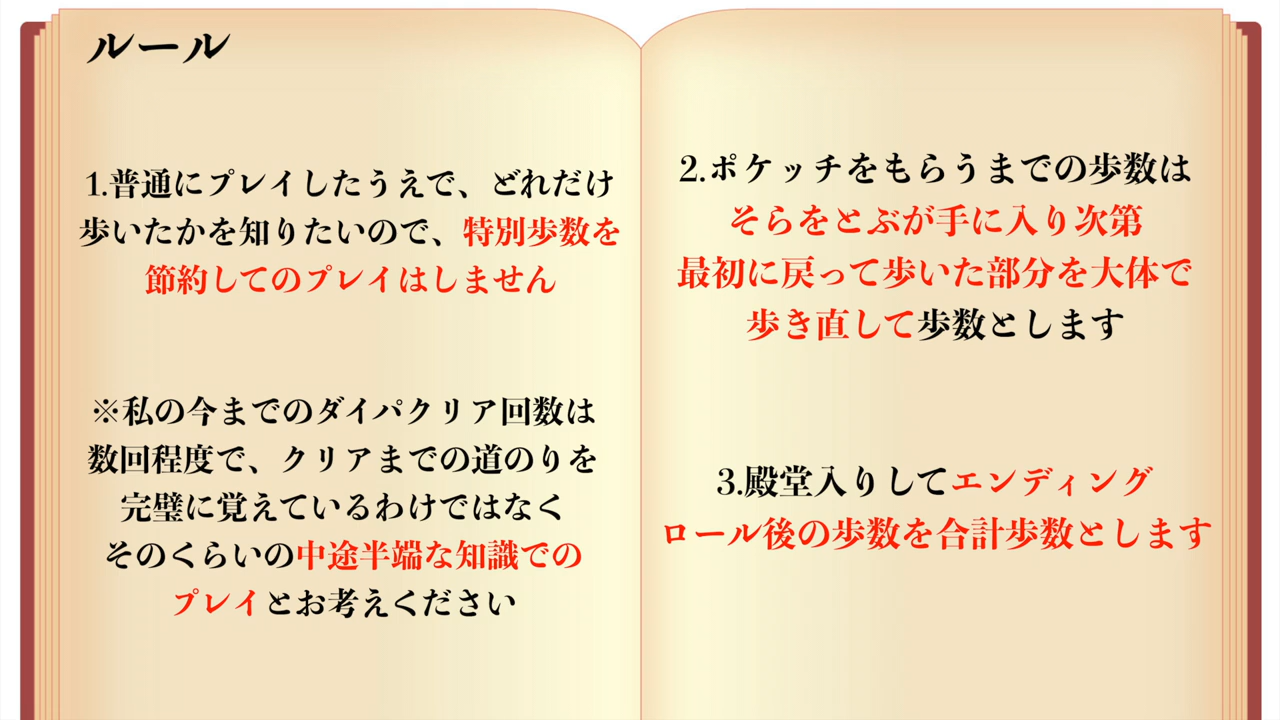 ルール
1.普通にプレイしたうえで、どれだけ
歩いたかを知りたいので、特別歩数を
節約してのプレイはしません
※私の今までのダイパクリア回数は
数回程度で、クリアまでの道のりを
完璧に覚えているわけではなく
そのくらいの中途半端な知識での
プレイとお考えください
2.ポケッチをもらうまでの歩数は
そらをとぶが手に入り次第
最初に戻って歩いた部分を大体で
歩き直して歩数とします
3.殿堂入りしてエンディング
ロール後の歩数を合計歩数とします